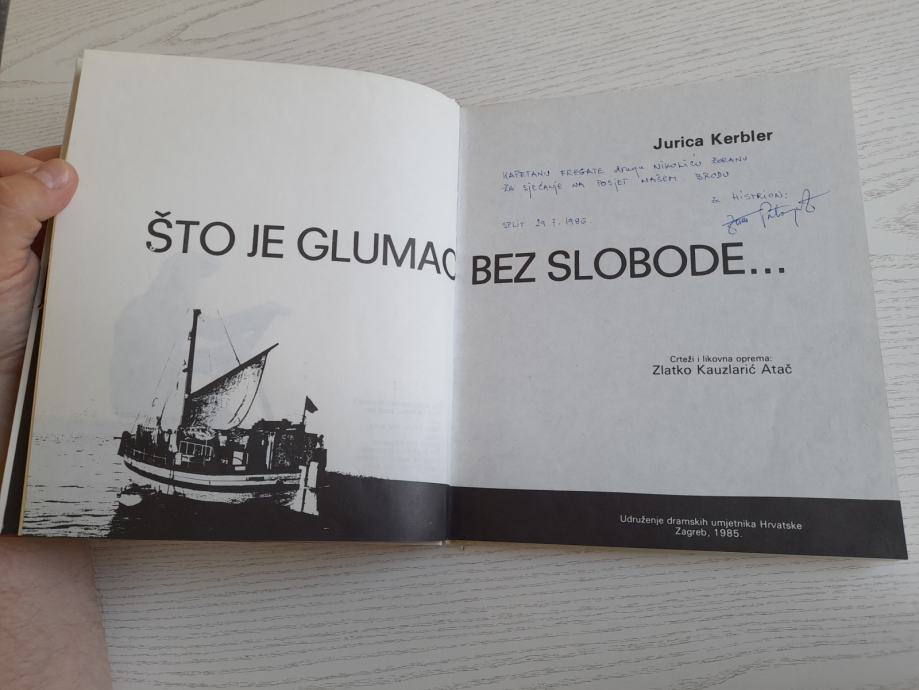 Jurica Kerbler
KAPETANU FREGATE drugu NIKOLIĆU ZORANU
ZA SJEĆANJE NA POSJET NAŠEM BRODU
ZA HISTRION:
SPLIT 29.7.1986.
ŠTO JE GLUMAC BEZ SLOBODE...
Crteži i likovna oprema:
Zlatko Kauzlarić Atač
Udruženje dramskih umjetnika Hrvatske
Zagreb, 1985.